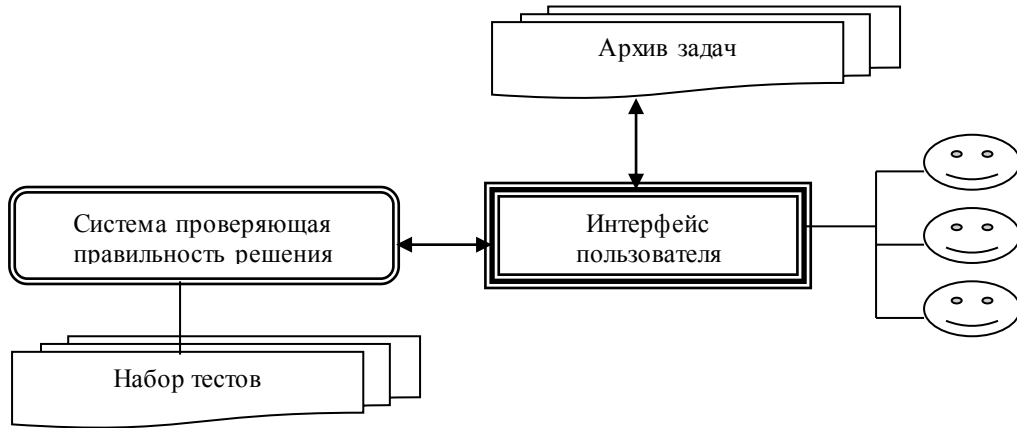 Архив задач
Система проверяющая
правильность решения
Интерфейс
пользователя
Набор тестов